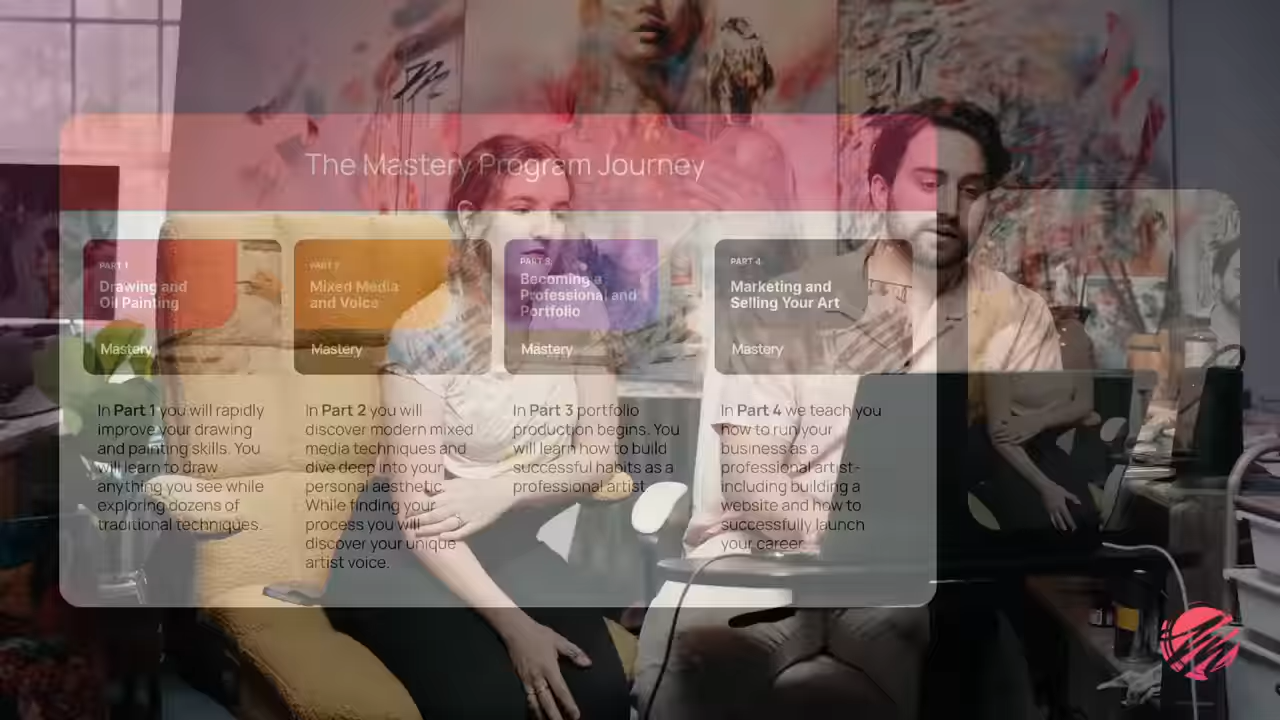 The Mastery Program Journey
PART 1
Drawing and
Oil Painting
Mastery
PART 2
Mixed Media
and Voice
Mastery
PART 3
Becoming a
Professional and
Portfolio
Mastery
PART 4
Marketing and
Selling Your Art
Mastery
In Part 1 you will rapidly
improve your drawing
and painting skills. You
will learn to draw
anything you see while
exploring dozens of
traditional techniques.
In Part 2 you will
discover modern mixed
media techniques and
dive deep into your
personal aesthetic.
While finding your
process you will
discover your unique
artist voice.
In Part 3 portfolio
production begins. You
will learn how to build
successful habits as a
professional artist.
In Part 4 we teach you
how to run your
business as a
professional artist-
including building a
website and how to
successfully launch
your career.